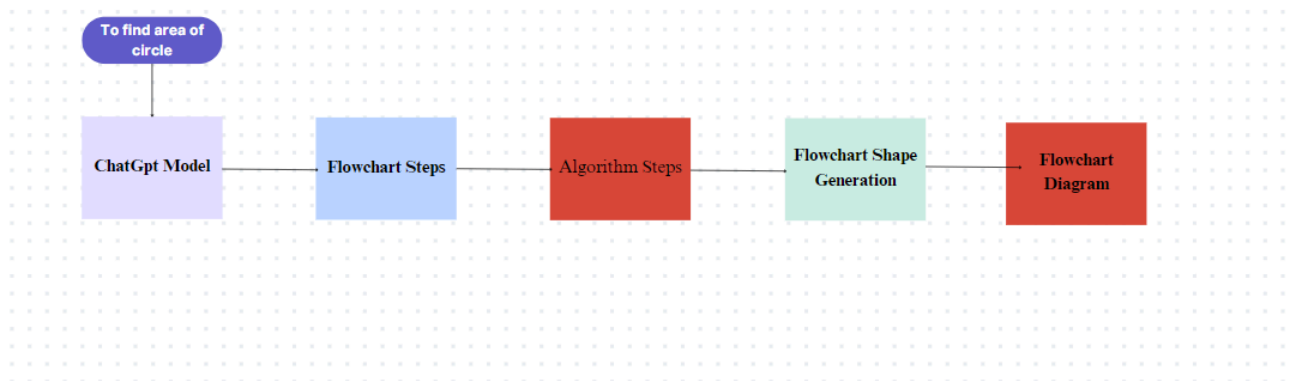 To find area of
circle
ChatGpt Model
Flowchart Steps
Algorithm Steps
Flowchart Shape
Generation
Flowchart
Diagram